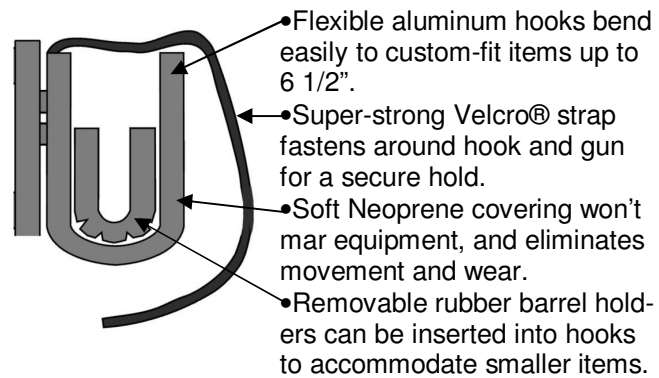 •Flexible aluminum hooks bend
easily to custom-fit items up to
6 1/2”.
•Super-strong Velcro® strap
fastens around hook and gun
for a secure hold.
•Soft Neoprene covering won’t
mar equipment, and eliminates
movement and wear.
•Removable rubber barrel hold-
ers can be inserted into hooks
to accommodate smaller items.